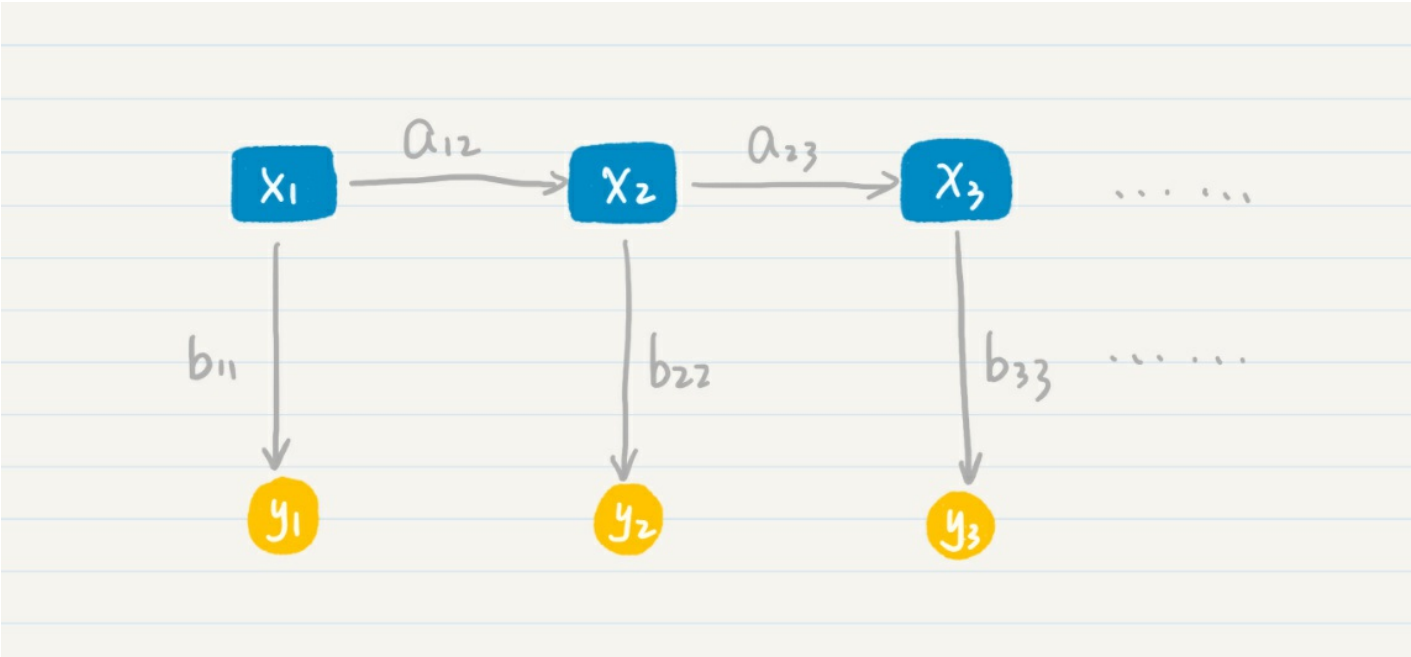 a12 a23
x1 x2 x3 ......
b11 b22 b33 ......
y1 y2 y3